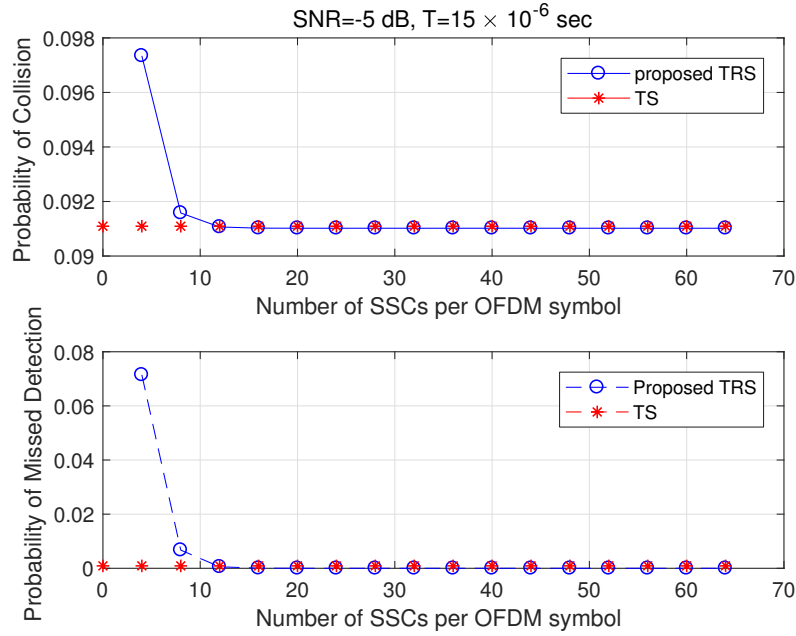 SNR=-5 dB, T=15 × 10^-6 sec
Probability of Collision
0.098
0.096
0.094
0.092
0.09
proposed TRS
TS
0 10 20 30 40 50 60 70
Number of SSCs per OFDM symbol
Probability of Missed Detection
0.08
0.06
0.04
0.02
0
Proposed TRS
TS
0 10 20 30 40 50 60 70
Number of SSCs per OFDM symbol